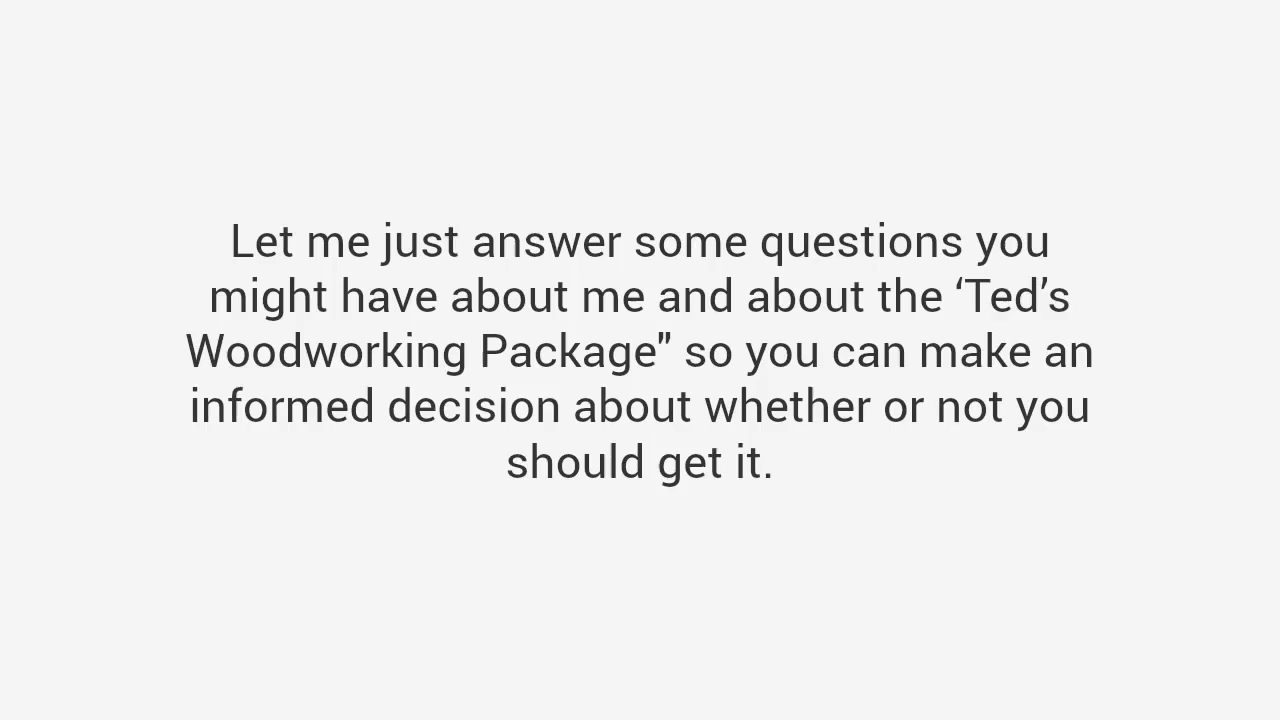 Let me just answer some questions you
might have about me and about the ‘Ted’s
Woodworking Package" so you can make an
informed decision about whether or not you
should get it.